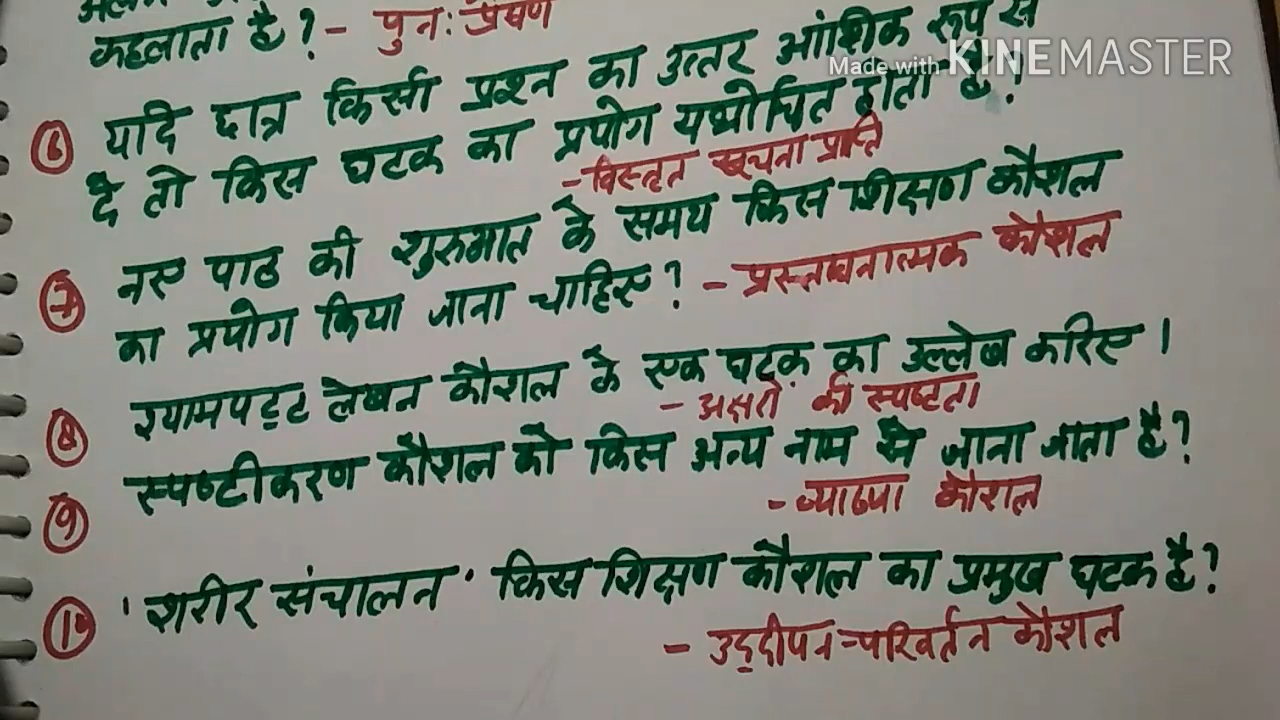 कहलाता है? - पुन: प्रेषण
Made with KINEMASTER
⑥ यदि छात्र किसी प्रश्न का उत्तर आंशिक रूप से
दे तो किस घटक का प्रयोग यथोचित होता है?
- विस्तृत सूचना प्राप्ति
⑦ नए पाठ की शुरुआत के समय किस शिक्षण कौशल
का प्रयोग किया जाना चाहिए? - प्रस्तावनात्मक कौशल
⑧ श्यामपट्ट लेखन कौशल के एक घटक का उल्लेख करिए।
- अक्षरों की स्पष्टता
⑨ स्पष्टीकरण कौशल को किस अन्य नाम से जाना जाता है?
- व्याख्या कौशल
⑩ 'शरीर संचालन' किस शिक्षण कौशल का प्रमुख घटक है?
- उद्दीपन-परिवर्तन कौशल